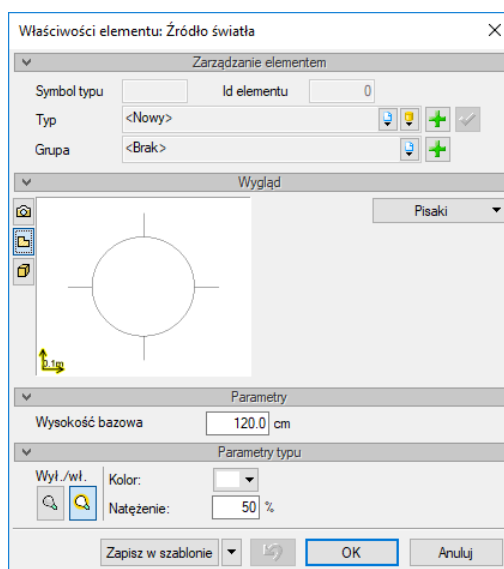 Właściwości elementu: Źródło światła
Zarządzanie elementem
Symbol typu Id elementu 0
Typ <Nowy>
Grupa <Brak>
Wygląd
Pisaki
0.1m
Parametry
Wysokość bazowa 120.0 cm
Parametry typu
Wył./wł. Kolor:
Natężenie: 50 %
Zapisz w szablonie OK Anuluj